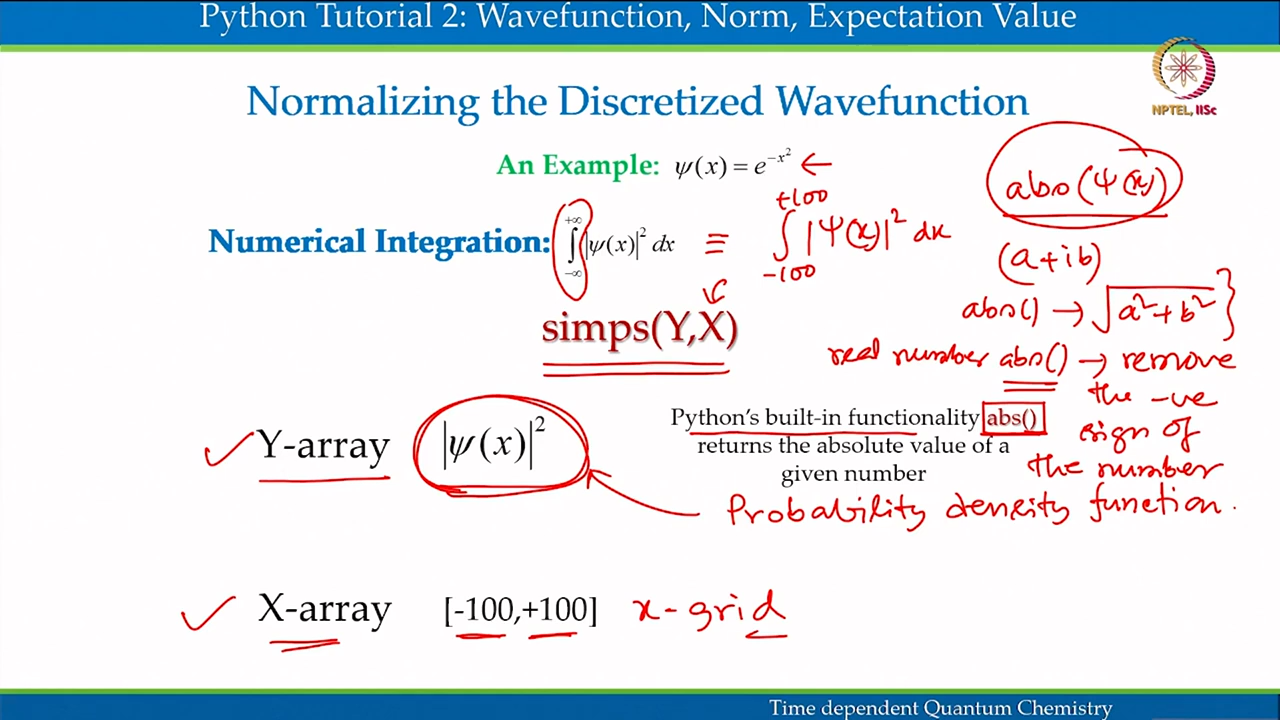 Python Tutorial 2: Wavefunction, Norm, Expectation Value
NPTEL, IISc
Normalizing the Discretized Wavefunction
An Example: ψ(x) = e^{-x²} ←
abs(ψ(x))
Numerical Integration: ∫_{-∞}^{+∞} |ψ(x)|² dx ≡ ∫_{-100}^{+100} |ψ(x)|² dx
(a+ib)
abs() → √(a²+b²) }
simps(Y,X)
real number abs() → remove
the -ve
sign of
the number
Python's built-in functionality abs()
returns the absolute value of a
given number
✓ Y-array |ψ(x)|²
Probability density function.
✓ X-array [-100,+100] x-grid
Time dependent Quantum Chemistry